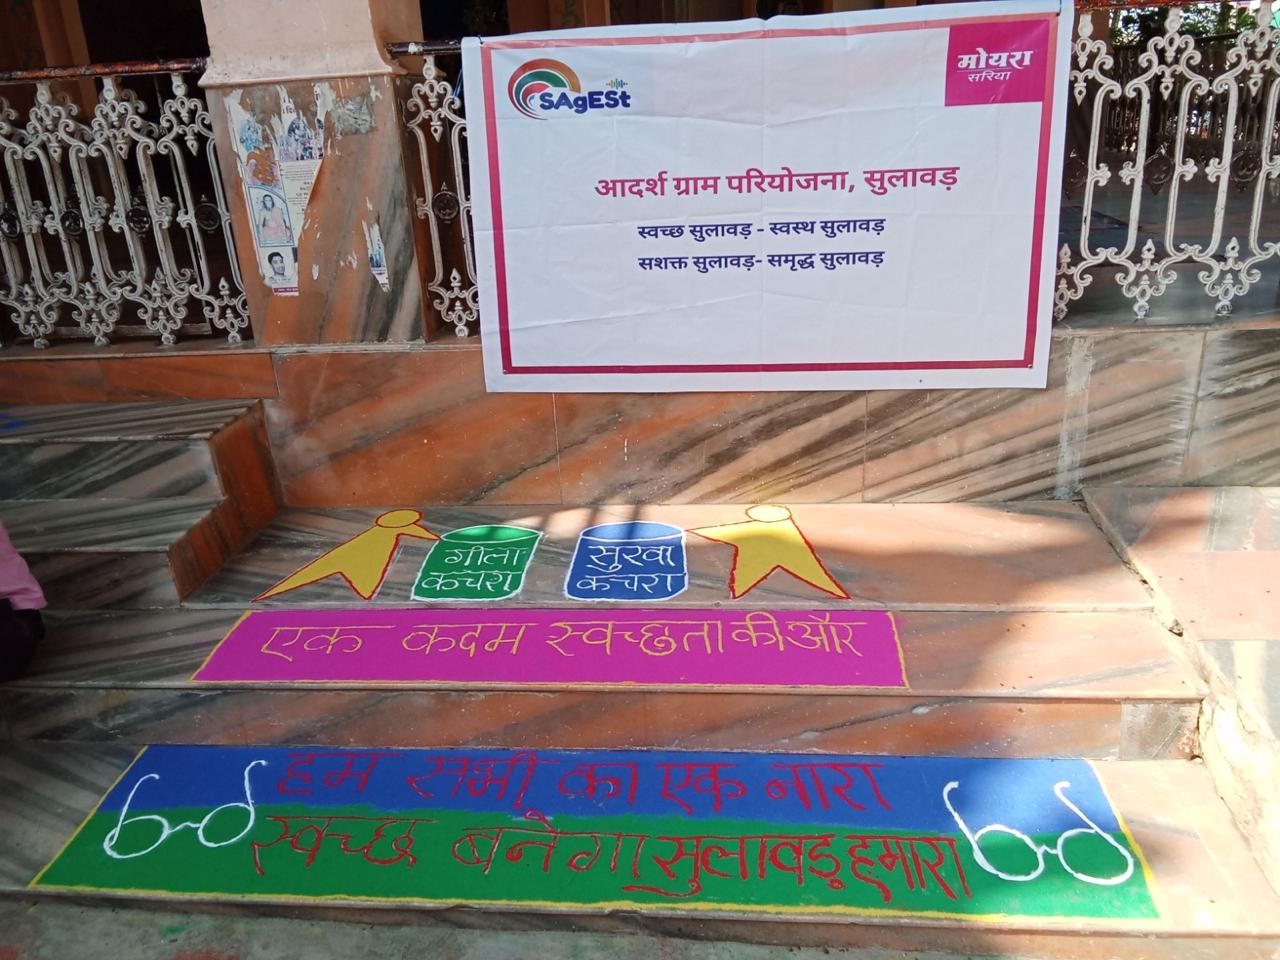 SAgESt
मोयरा
सरिया
आदर्श ग्राम परियोजना, सुलावड़
स्वच्छ सुलावड़ - स्वस्थ सुलावड़
सशक्त सुलावड़- समृद्ध सुलावड़
गीला
कचरा
सुखा
कचरा
एक कदम स्वच्छता की ऑर
हम सभी का एक नारा
स्वच्छ बनेगा सुलावड़ हमारा